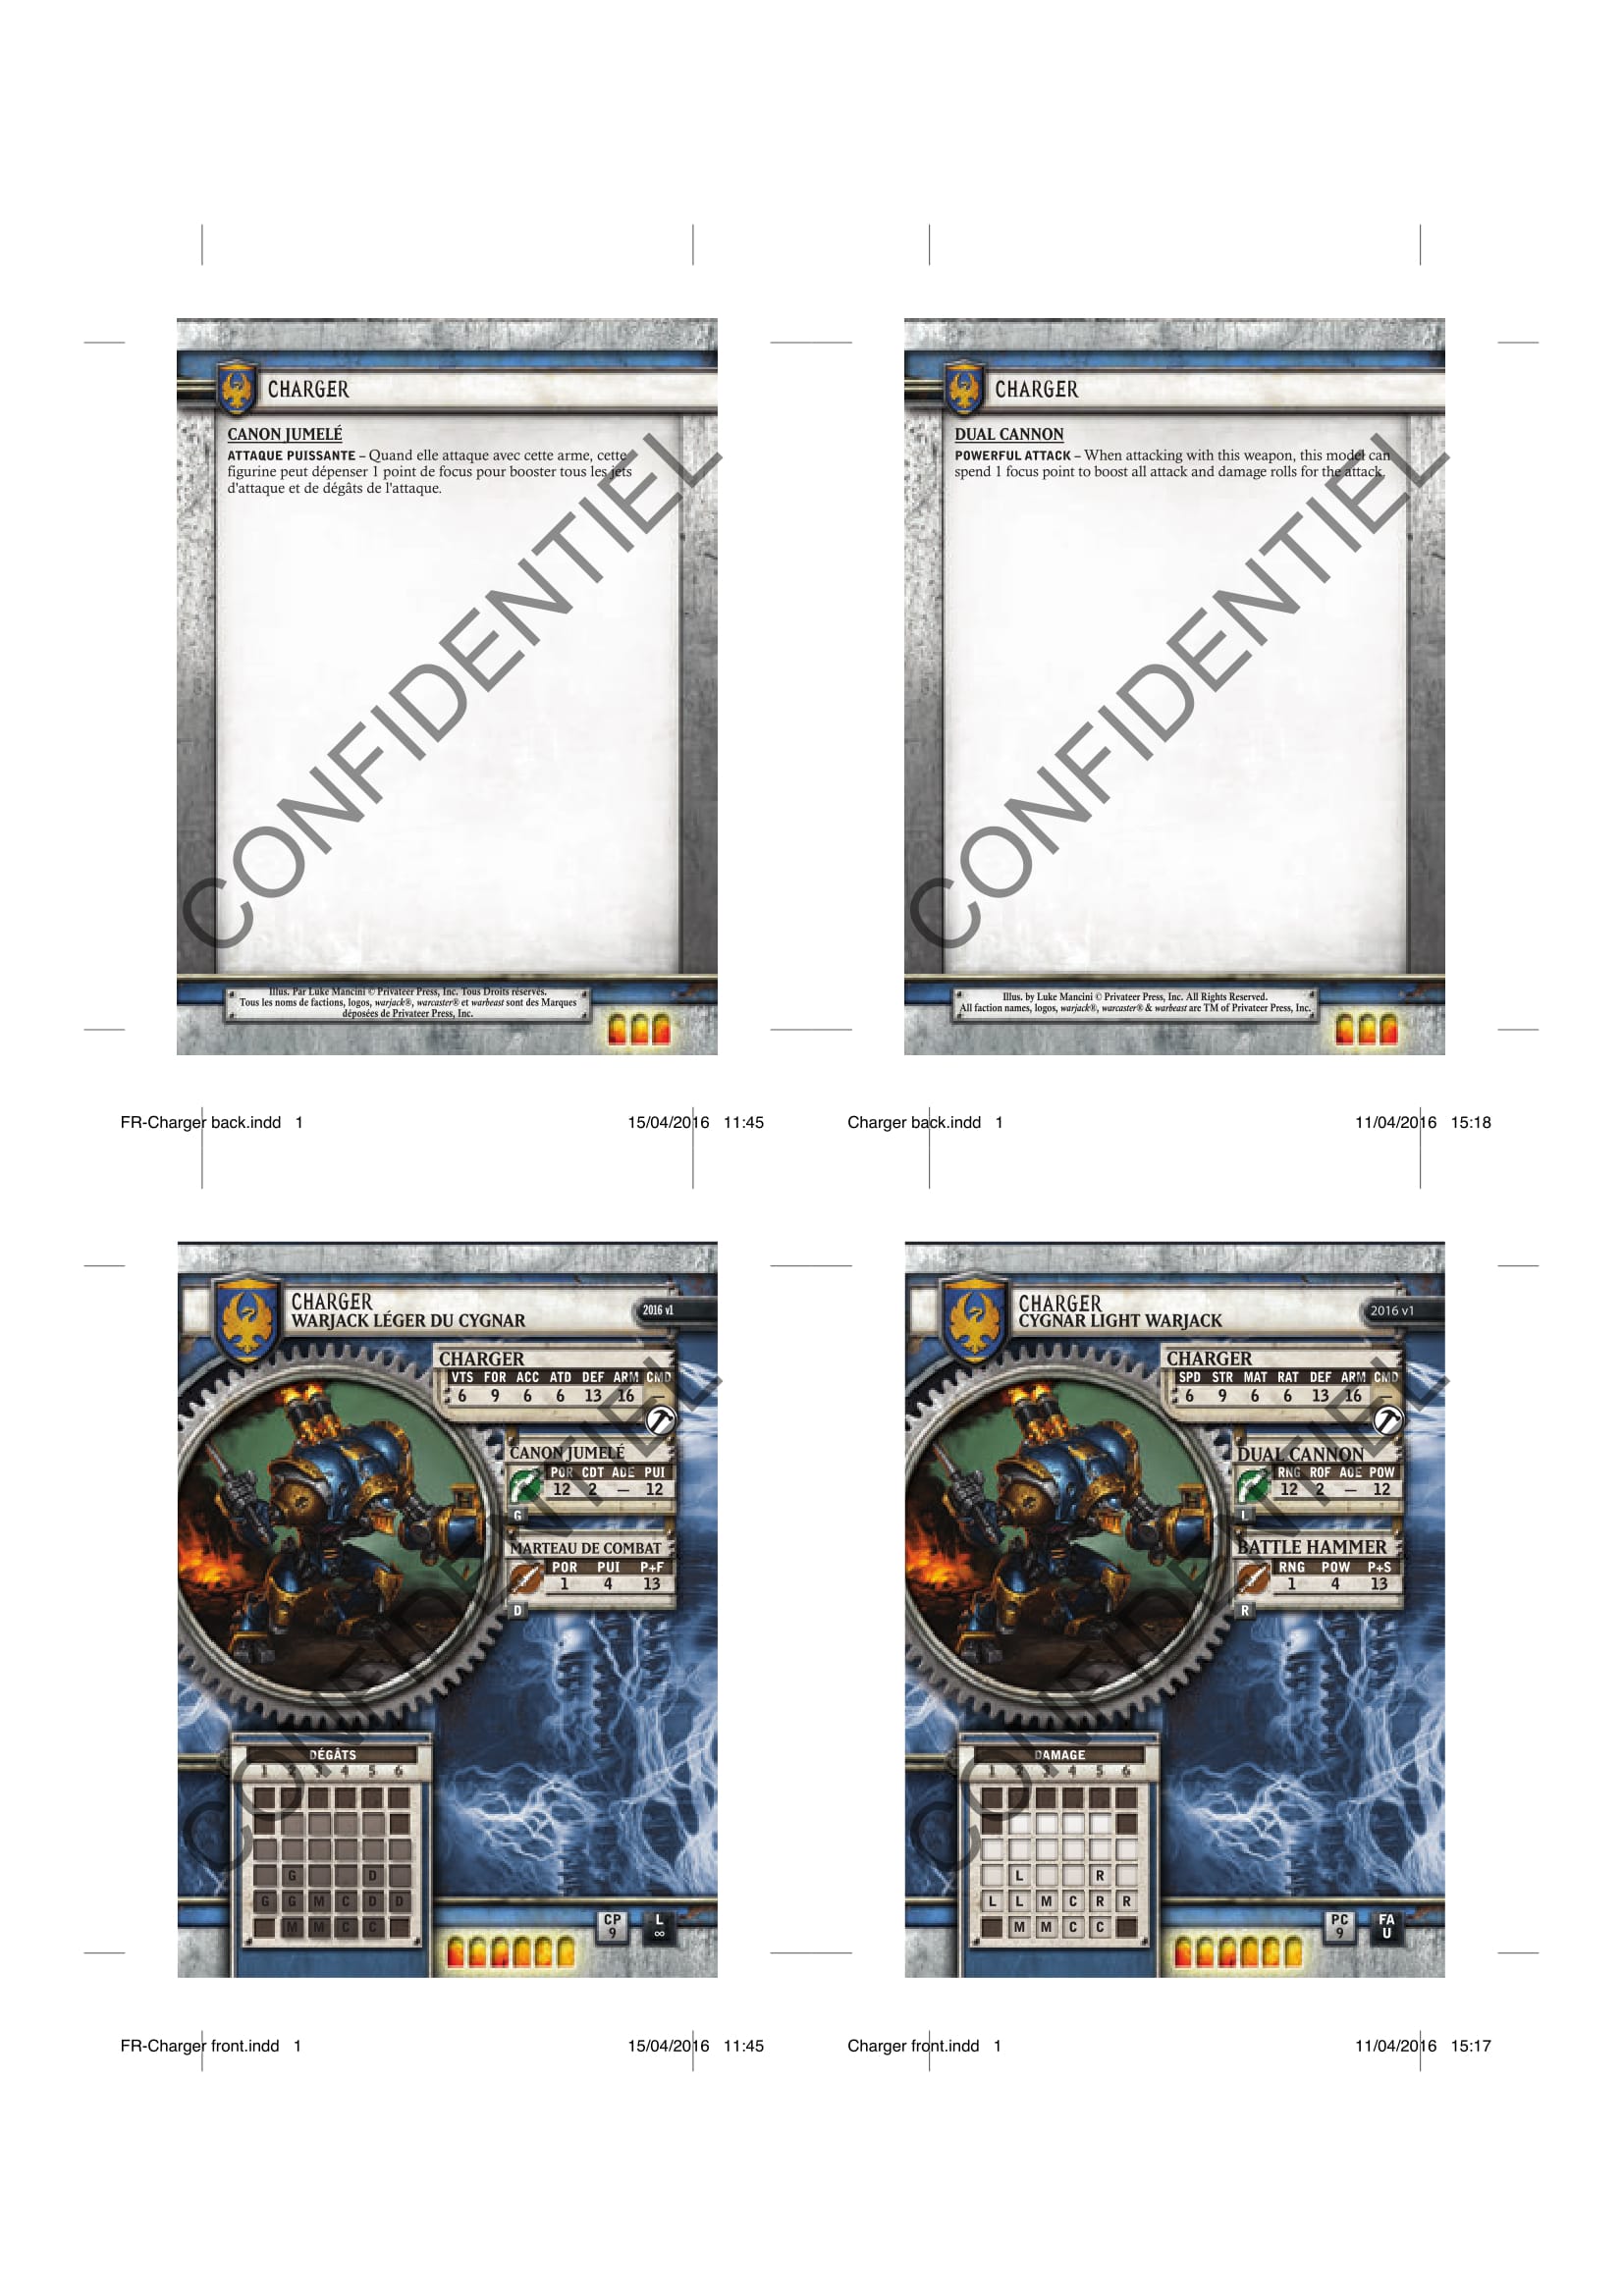 CHARGER
CANON JUMELÉ
ATTAQUE PUISSANTE – Quand elle attaque avec cette arme, cette
figurine peut dépenser 1 point de focus pour booster tous les jets
d'attaque et de dégâts de l'attaque.
CONFIDENTIEL
Illus. Par Luke Mancini © Privateer Press, Inc. Tous Droits réservés.
Tous les noms de factions, logos, warjack®, warcaster® et warbeast sont des Marques
déposées de Privateer Press, Inc.
FR-Charger back.indd 1
15/04/2016 11:45
CHARGER
DUAL CANNON
POWERFUL ATTACK – When attacking with this weapon, this model can
spend 1 focus point to boost all attack and damage rolls for the attack.
CONFIDENTIEL
Illus. by Luke Mancini © Privateer Press, Inc. All Rights Reserved.
All faction names, logos, warjack®, warcaster® & warbeast are TM of Privateer Press, Inc.
Charger back.indd 1
11/04/2016 15:18
CHARGER
WARJACK LÉGER DU CYGNAR
2016 v1
CHARGER
VTS FOR ACC ATD DEF ARM CMD
6 9 6 6 13 16 —
CANON JUMELÉ
POR CDT ADE PUI
12 2 — 12
G
MARTEAU DE COMBAT
POR PUI P+F
1 4 13
D
DÉGÂTS
1 2 3 4 5 6
G D
G G M C D D
M M C C
CP
9
L
∞
CONFIDENTIEL
FR-Charger front.indd 1
15/04/2016 11:45
CHARGER
CYGNAR LIGHT WARJACK
2016 v1
CHARGER
SPD STR MAT RAT DEF ARM CMD
6 9 6 6 13 16 —
DUAL CANNON
RNG ROF AOE POW
12 2 — 12
L
BATTLE HAMMER
RNG POW P+S
1 4 13
R
DAMAGE
1 2 3 4 5 6
L R
L L M C R R
M M C C
PC
9
FA
U
CONFIDENTIEL
Charger front.indd 1
11/04/2016 15:17